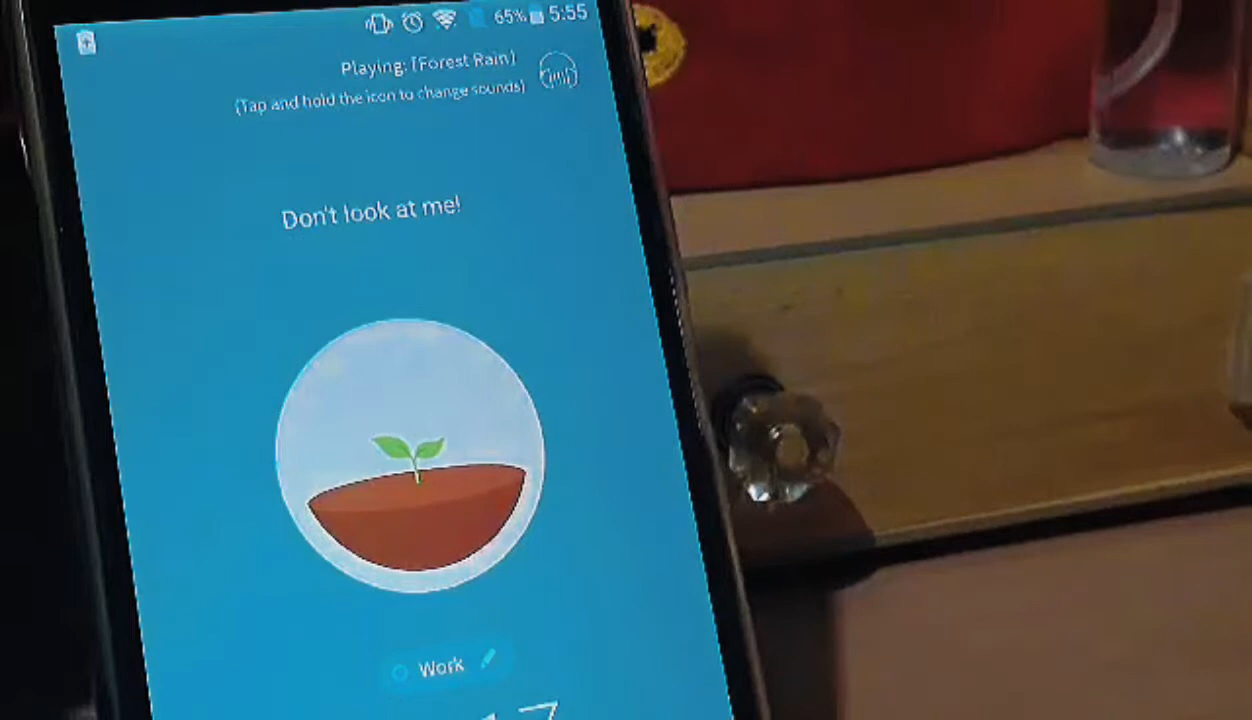 65% 5:55
Playing: [Forest Rain]
(Tap and hold the icon to change sounds)
Don't look at me!
Work